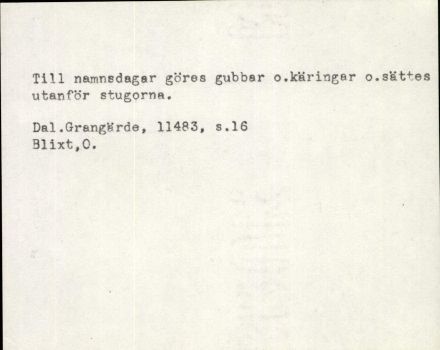 Till namnsdagar göres gubbar o.käringar o.sättes
utanför stugorna.
Dal.Grangärde, 11483, s.16
Blixt,O.